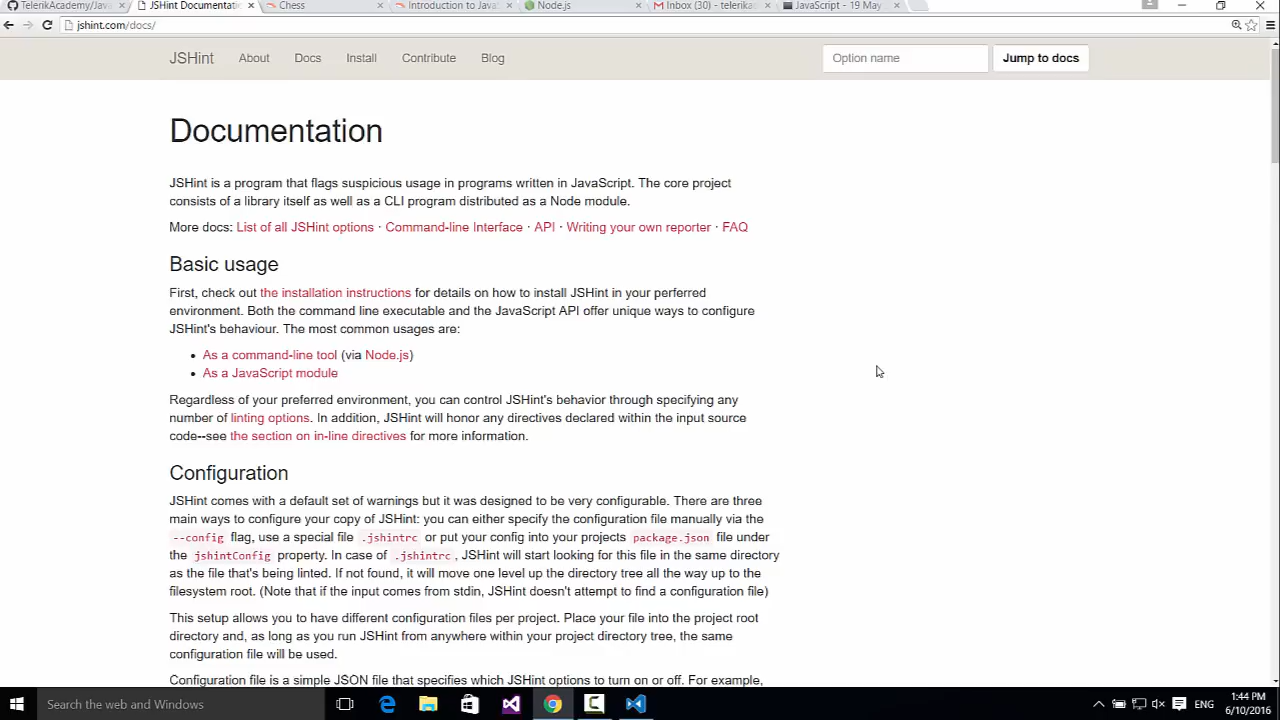 TelerikAcademy/Java
JSHint Documentatio
Chess
Introduction to Java
Node.js
Inbox (30) - telerika
JavaScript - 19 May
jshint.com/docs/
JSHint
About
Docs
Install
Contribute
Blog
Option name
Jump to docs
Documentation
JSHint is a program that flags suspicious usage in programs written in JavaScript. The core project
consists of a library itself as well as a CLI program distributed as a Node module.
More docs: List of all JSHint options · Command-line Interface · API · Writing your own reporter · FAQ
Basic usage
First, check out the installation instructions for details on how to install JSHint in your perferred
environment. Both the command line executable and the JavaScript API offer unique ways to configure
JSHint's behaviour. The most common usages are:
• As a command-line tool (via Node.js)
• As a JavaScript module
Regardless of your preferred environment, you can control JSHint's behavior through specifying any
number of linting options. In addition, JSHint will honor any directives declared within the input source
code--see the section on in-line directives for more information.
Configuration
JSHint comes with a default set of warnings but it was designed to be very configurable. There are three
main ways to configure your copy of JSHint: you can either specify the configuration file manually via the
--config flag, use a special file .jshintrc or put your config into your projects package.json file under
the jshintConfig property. In case of .jshintrc, JSHint will start looking for this file in the same directory
as the file that's being linted. If not found, it will move one level up the directory tree all the way up to the
filesystem root. (Note that if the input comes from stdin, JSHint doesn't attempt to find a configuration file)
This setup allows you to have different configuration files per project. Place your file into the project root
directory and, as long as you run JSHint from anywhere within your project directory tree, the same
configuration file will be used.
Configuration file is a simple JSON file that specifies which JSHint options to turn on or off. For example,
Search the web and Windows
ENG
1:44 PM
6/10/2016